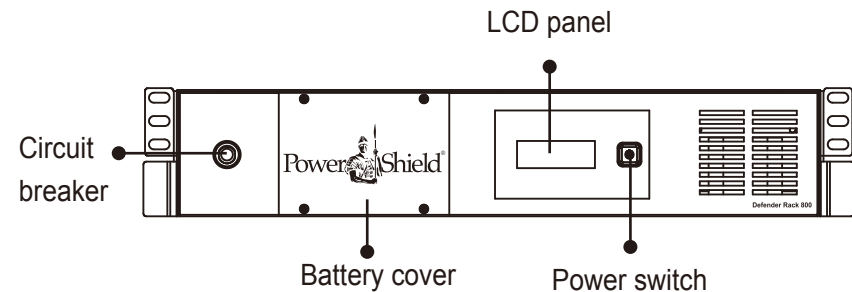 LCD panel
Circuit
breaker
PowerShield®
Defender Rack 800
Battery cover
Power switch